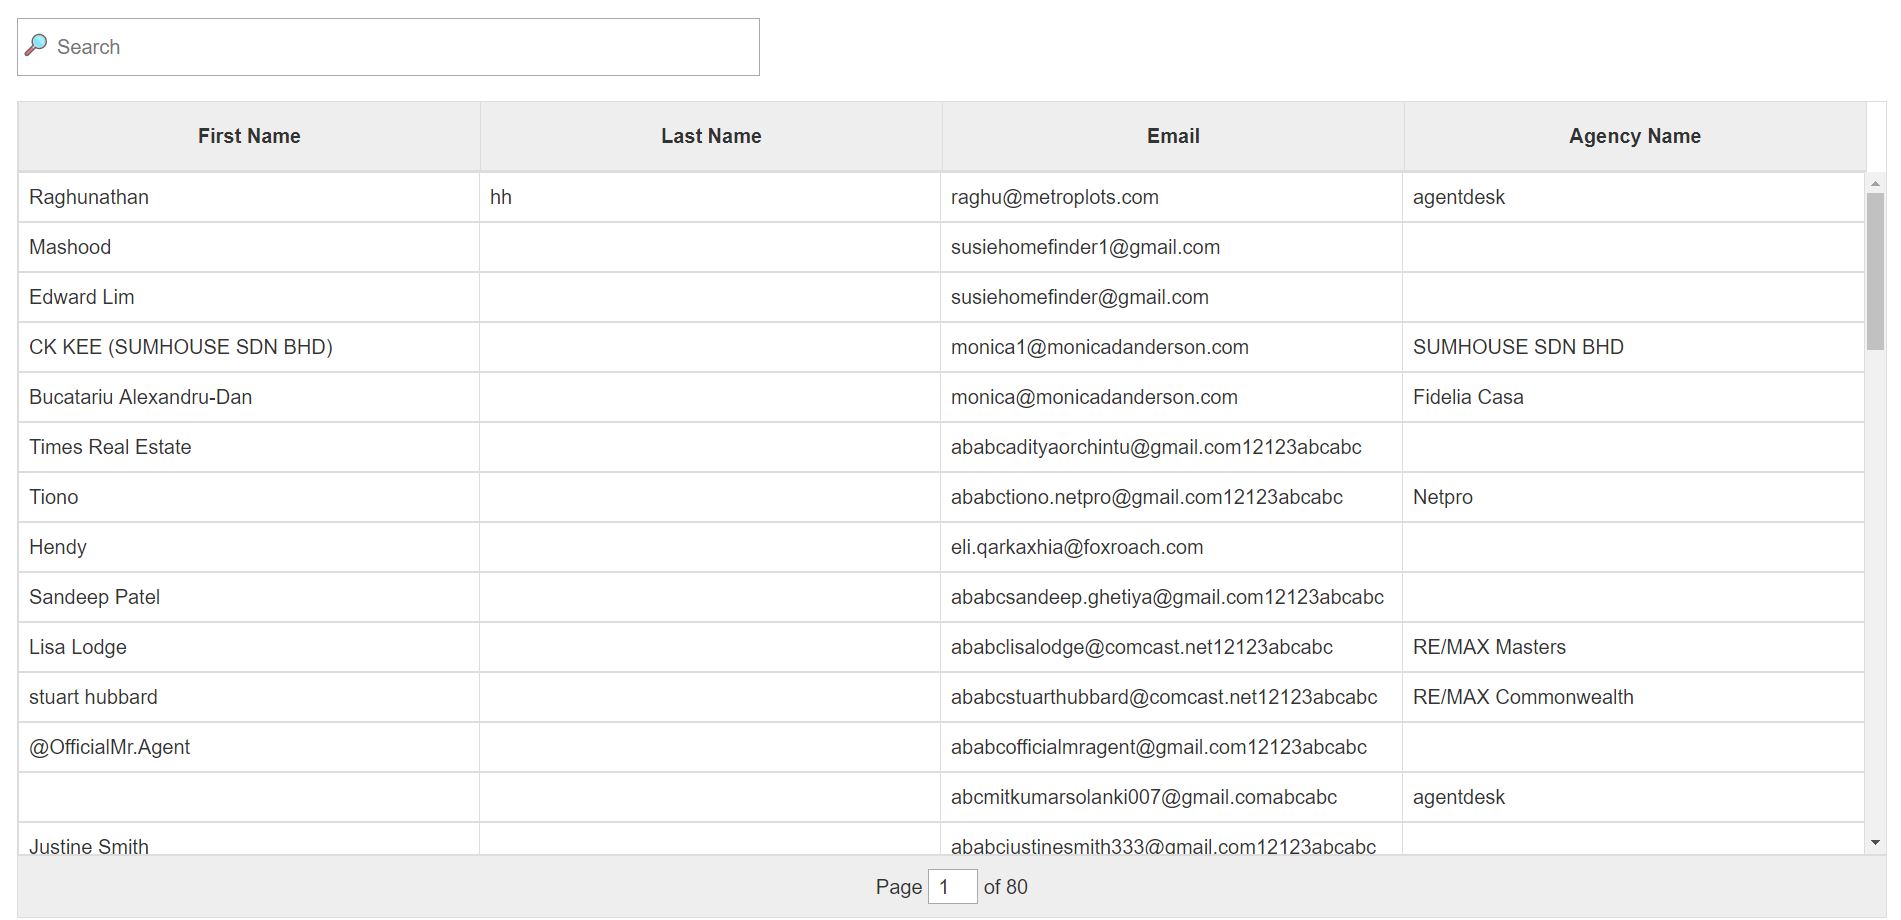 Search
First Name Last Name Email Agency Name
Raghunathan hh raghu@metroplots.com agentdesk
Mashood susiehomefinder1@gmail.com
Edward Lim susiehomefinder@gmail.com
CK KEE (SUMHOUSE SDN BHD) monica1@monicadanderson.com SUMHOUSE SDN BHD
Bucatariu Alexandru-Dan monica@monicadanderson.com Fidelia Casa
Times Real Estate ababcadityaorchintu@gmail.com12123abcabc
Tiono ababctiono.netpro@gmail.com12123abcabc Netpro
Hendy eli.qarkaxhia@foxroach.com
Sandeep Patel ababcsandeep.ghetiya@gmail.com12123abcabc
Lisa Lodge ababclisalodge@comcast.net12123abcabc RE/MAX Masters
stuart hubbard ababcstuarthubbard@comcast.net12123abcabc RE/MAX Commonwealth
@OfficialMr.Agent ababcofficialmragent@gmail.com12123abcabc
abcmitkumarsolanki007@gmail.comabcabc agentdesk
Justine Smith ababcjustinesmith333@gmail.com12123abcabc
Page 1 of 80